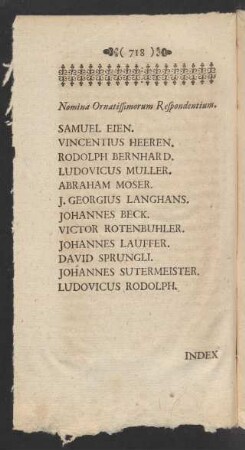 ( 718 )
Nomina Ornatissimorum Respondentium.
SAMUEL EIEN.
VINCENTIUS HEEREN.
RODOLPH BERNHARD.
LUDOVICUS MULLER.
ABRAHAM MOSER.
J. GEORGIUS LANGHANS.
JOHANNES BECK.
VICTOR ROTENBUHLER.
JOHANNES LAUFFER.
DAVID SPRUNGLI.
JOHANNES SUTERMEISTER.
LUDOVICUS RODOLPH.
INDEX